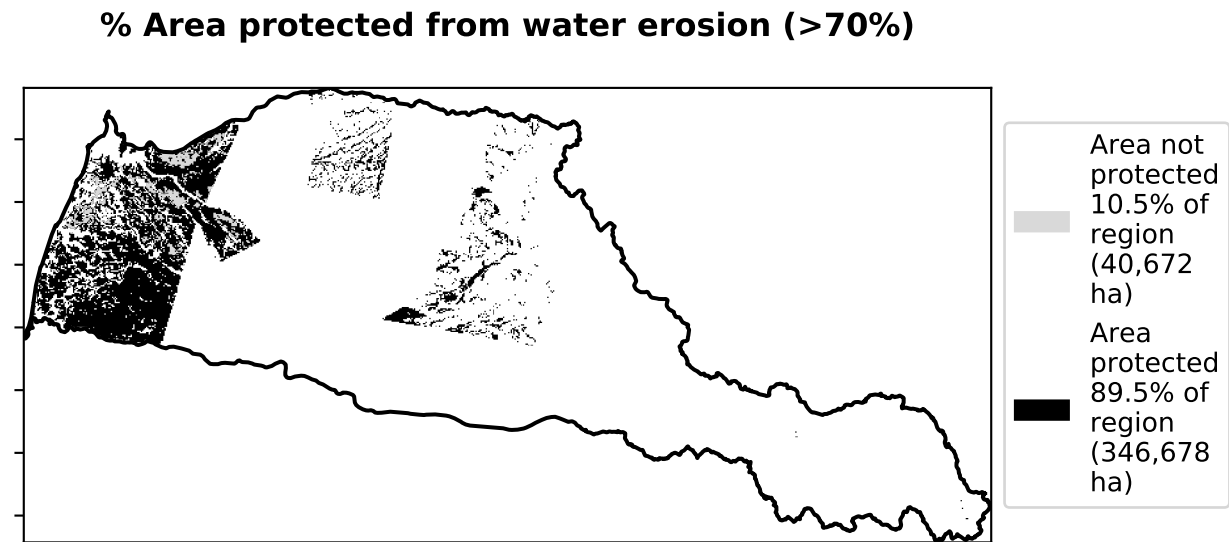 % Area protected from water erosion (>70%)
Area not
protected
10.5% of
region
(40,672
ha)
Area
protected
89.5% of
region
(346,678
ha)